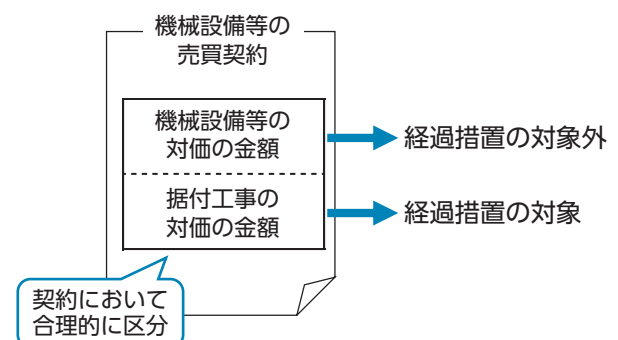 機械設備等の
売買契約
機械設備等の
対価の金額
経過措置の対象外
据付工事の
対価の金額
経過措置の対象
契約において
合理的に区分